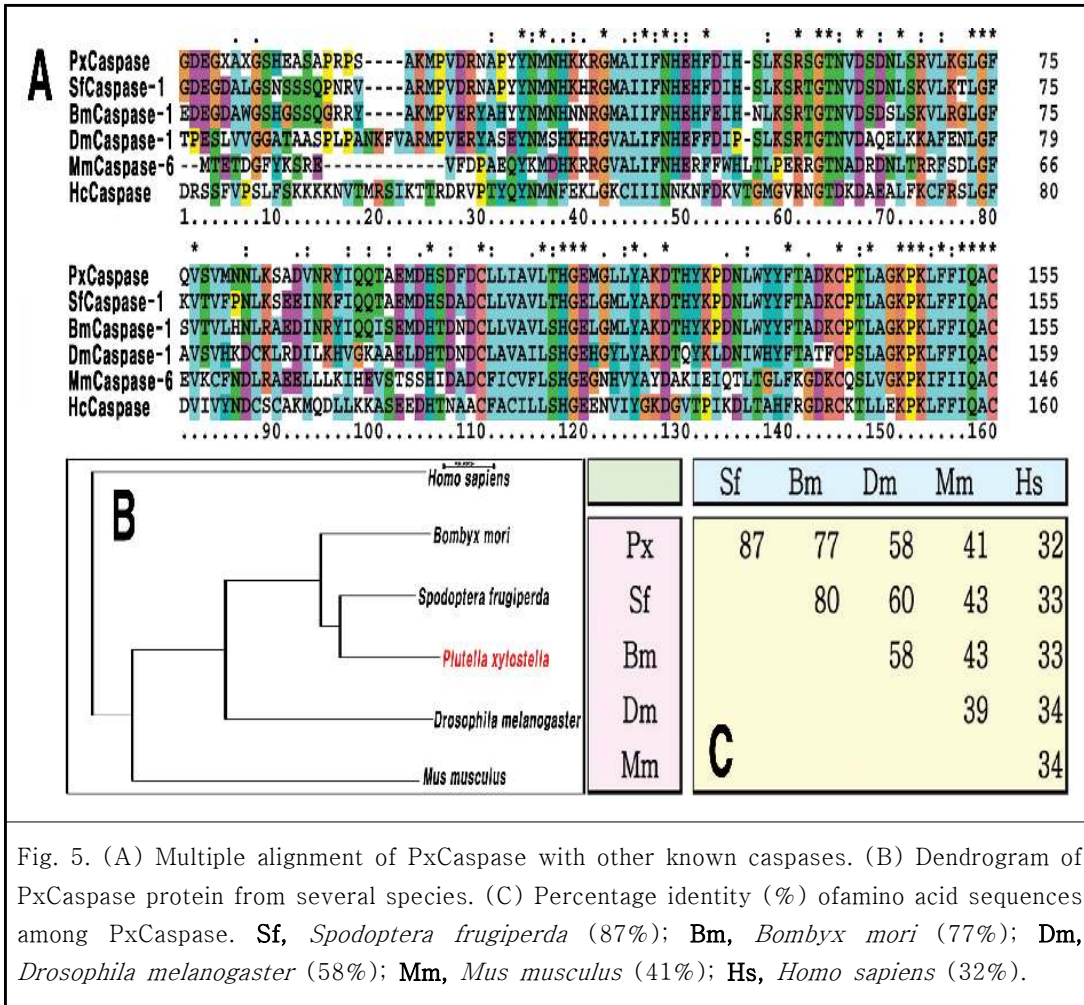 A
. . : *:*..: * **:**: * : * **: * * . : ***
PxCaspase GDEGXAXGSHEASAPRPS----AKMPVDRNAPYYNMNHKKRGMAIIFNHEHFDIH-SLKSRSGTNVDSDNLSRVLKGLGF 75
SfCaspase-1 GDEGDALGSNSSSQPNRV----ARMPVDRNAPYYNMNHKHRGMAIIFNHEHFDIH-SLKSRTGTNVDSDNLSKVLKTLGF 75
BmCaspase-1 EDEGDAWGSHGSSQGRRY----AKMPVERYAHYYNMNHNNRGMAIIFNHEHFEIH-NLKSRTGTNVDSDSLSKVLRGLGF 75
DmCaspase-1 TPESLVVGGATAASPLPANKFVARMPVERYASEYNMSHKHRGVALIFNHEFFDIP-SLKSRTGTNVDAQELKKAFENLGF 79
MmCaspase-6 --MTETDGFYKSRE-------------VFDPAEQYKMDHKRRGVALIFNHERFFWHLTLPERRGTNADRDNLTRRFSDLGF 66
HcCaspase DRSSFVPSLFSKKKKNVTMRSIKTTRDRVPTYQYNMNFEKLGKCIIINNKNFDKVTGMGVRNGTDKDAEALFKCFRSLGF 80
1.......10........20........30........40........50........60........70........80
* : : : : * : *: *::*** : :* * * *: ***:*:****
PxCaspase QVSVMNNLKSADVNRYIQQTAEMDHSDFDCLLIAVLTHGEMGLLYAKDTHYKPDNLWYYFTADKCPTLAGKPKLFFIQAC 155
SfCaspase-1 KVTVFPNLKSEEINKFIQQTAEMDHSDADCLLVAVLTHGELGMLYAKDTHYKPDNLWYYFTADKCPTLAGKPKLFFIQAC 155
BmCaspase-1 SVTVLHNLRAEDINRYIQQISEMDHTDNDCLLVAVLSHGELGMLYAKDTHYKPDNLWYYFTADKCPTLAGKPKLFFIQAC 155
DmCaspase-1 AVSVHKDCKLRDILKHVGKAAELDHTDNDCLAVAILSHGEHGYLYAKDTQYKLDNIWHYFTATFCPSLAGKPKLFFIQAC 159
MmCaspase-6 EVKCFNDLRAEELLLKIHEVSTSSHIDADCFICVFLSHGEGNHVYAYDAKIEIQTLTGLFKGDKCQSLVGKPKIFIIQAC 146
HcCaspase DVIVYNDCSCAKMQDLLKKASEEDHTNAACFACILLSHGEENVIYGKDGVTPIKDLTAHFRGDRCKTLLEKPKLFFIQAC 160
........90........100.......110.......120.......130.......140.......150.......160
B
Homo sapiens
Bombyx mori
Spodoptera frugiperda
Plutella xylostella
Drosophila melanogaster
Mus musculus
Sf Bm Dm Mm Hs
Px 87 77 58 41 32
Sf 80 60 43 33
Bm 58 43 33
Dm 39 34
Mm 34
C
Fig. 5. (A) Multiple alignment of PxCaspase with other known caspases. (B) Dendrogram of
PxCaspase protein from several species. (C) Percentage identity (%) ofamino acid sequences
among PxCaspase. Sf, Spodoptera frugiperda (87%); Bm, Bombyx mori (77%); Dm,
Drosophila melanogaster (58%); Mm, Mus musculus (41%); Hs, Homo sapiens (32%).